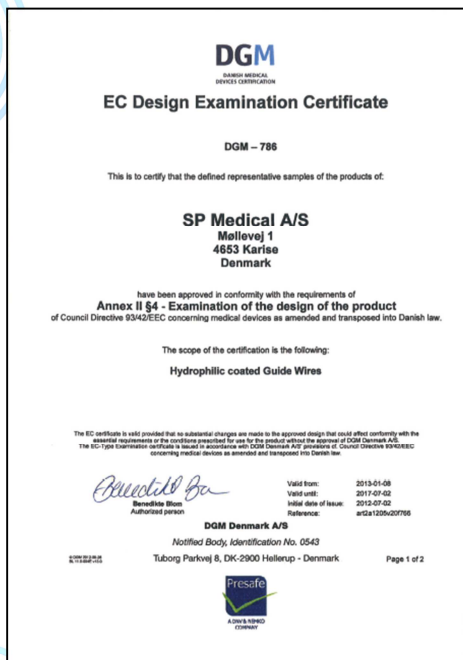 DGM
DANISH MEDICAL
DEVICES CERTIFICATION
EC Design Examination Certificate
DGM – 786
This is to certify that the defined representative samples of the products of:
SP Medical A/S
Møllevej 1
4653 Karise
Denmark
have been approved in conformity with the requirements of
Annex II §4 - Examination of the design of the product
of Council Directive 93/42/EEC concerning medical devices as amended and transposed into Danish law.
The scope of the certification is the following:
Hydrophilic coated Guide Wires
The EC certificate is valid provided that no substantial changes are made to the approved design that could affect conformity with the
essential requirements or the conditions prescribed for use for the product without the approval of DGM Denmark A/S.
The EC-Type Examination certificate is issued in accordance with DGM Denmark A/S' provisions of, Council Directive 93/42/EEC
concerning medical devices as amended and transposed into Danish law.
Benedikte Blom
Authorized person
Valid from: 2013-01-08
Valid until: 2017-07-02
Initial date of issue: 2012-07-02
Reference:
DGM Denmark A/S
Notified Body, Identification No. 0543
Tuborg Parkvej 8, DK-2900 Hellerup - Denmark
Page 1 of 2
Presafe
A DNV & NEMKO
COMPANY